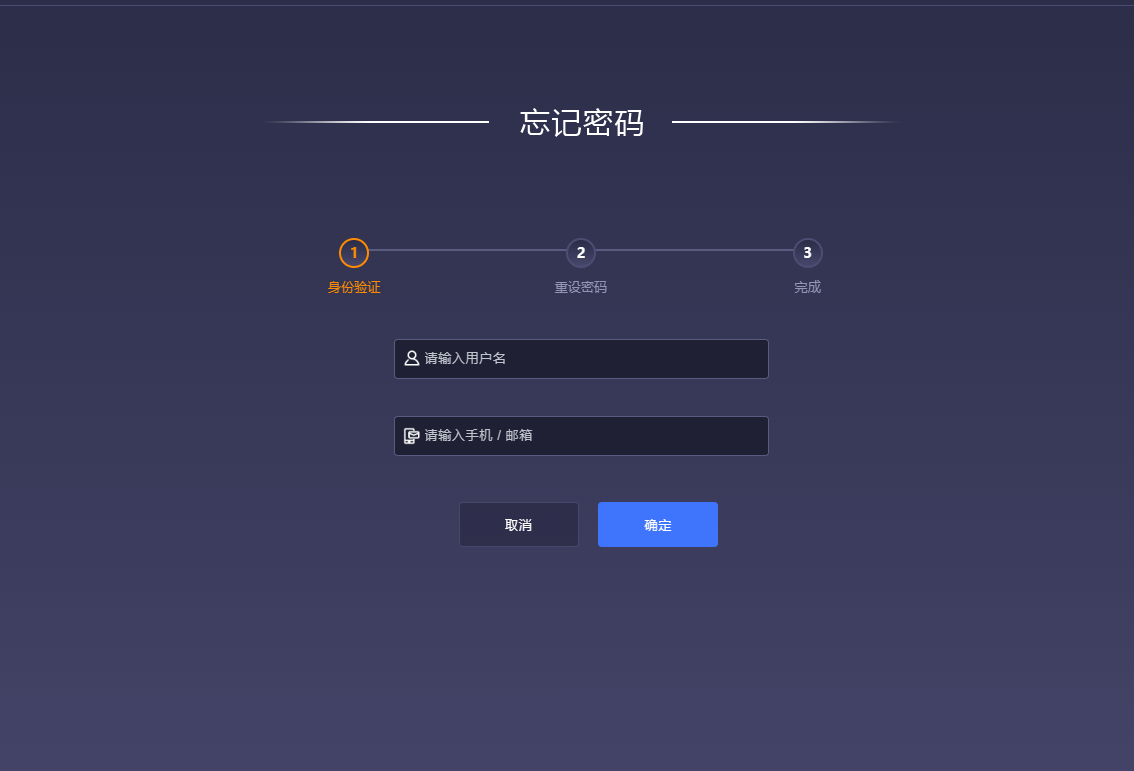 忘记密码
1 2 3
身份验证 重设密码 完成
请输入用户名
请输入手机 / 邮箱
取消 确定